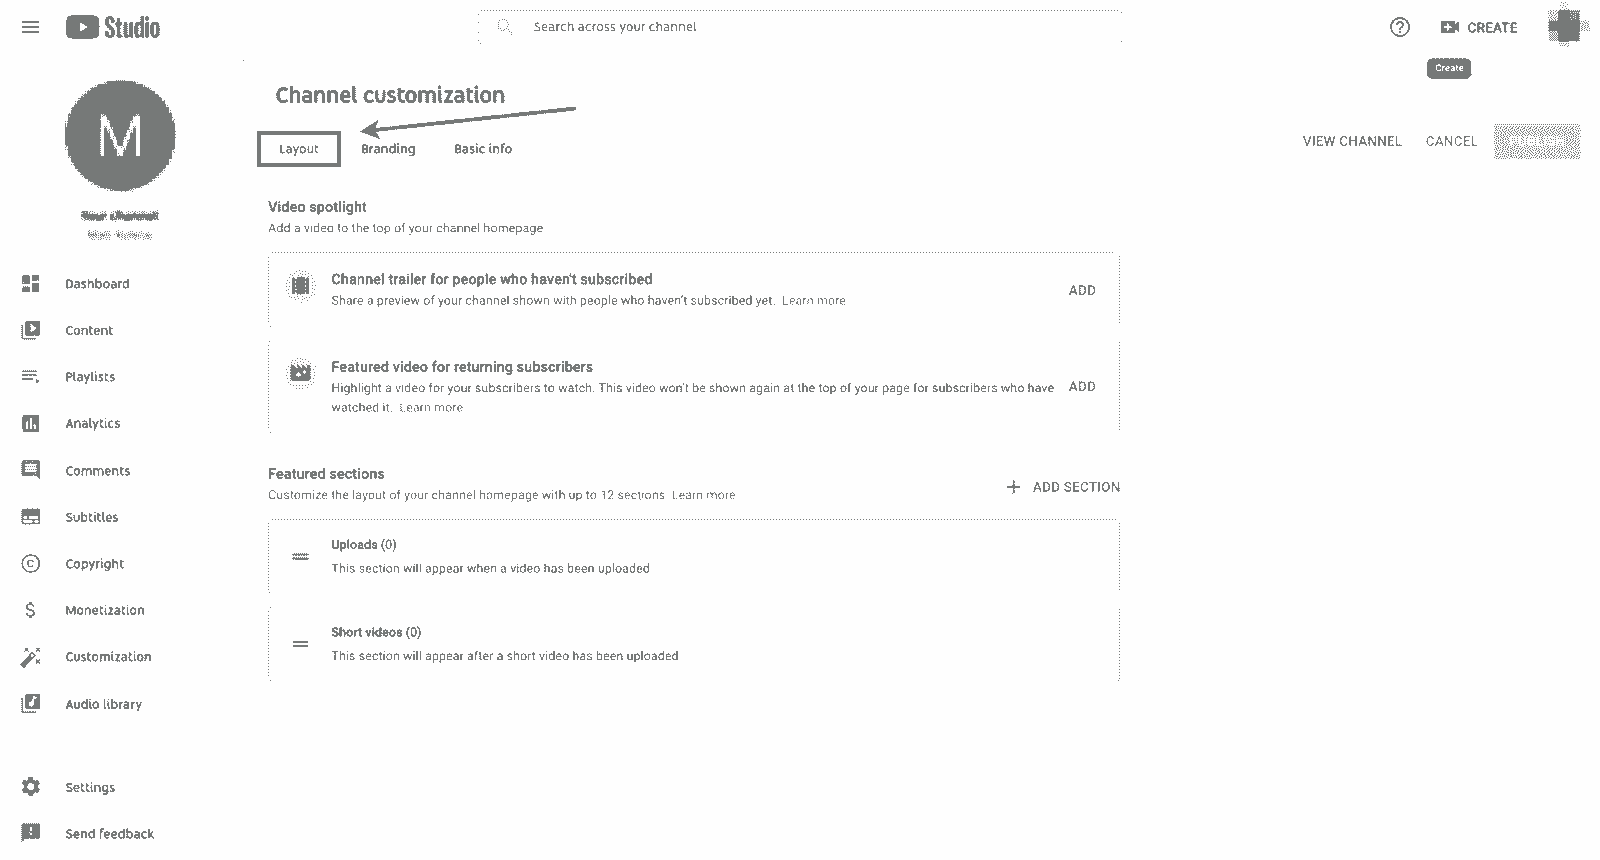 Studio
Search across your channel
CREATE
Create
M
Channel customization
Layout
Branding
Basic info
VIEW CHANNEL
CANCEL
Video spotlight
Add a video to the top of your channel homepage
Channel trailer for people who haven't subscribed
Share a preview of your channel shown with people who haven't subscribed yet. Learn more
ADD
Featured video for returning subscribers
Highlight a video for your subscribers to watch. This video won't be shown again at the top of your page for subscribers who have
watched it. Learn more
ADD
Featured sections
Customize the layout of your channel homepage with up to 12 sections. Learn more
ADD SECTION
Uploads (0)
This section will appear when a video has been uploaded
Short videos (0)
This section will appear after a short video has been uploaded
Dashboard
Content
Playlists
Analytics
Comments
Subtitles
Copyright
Monetization
Customization
Audio library
Settings
Send feedback